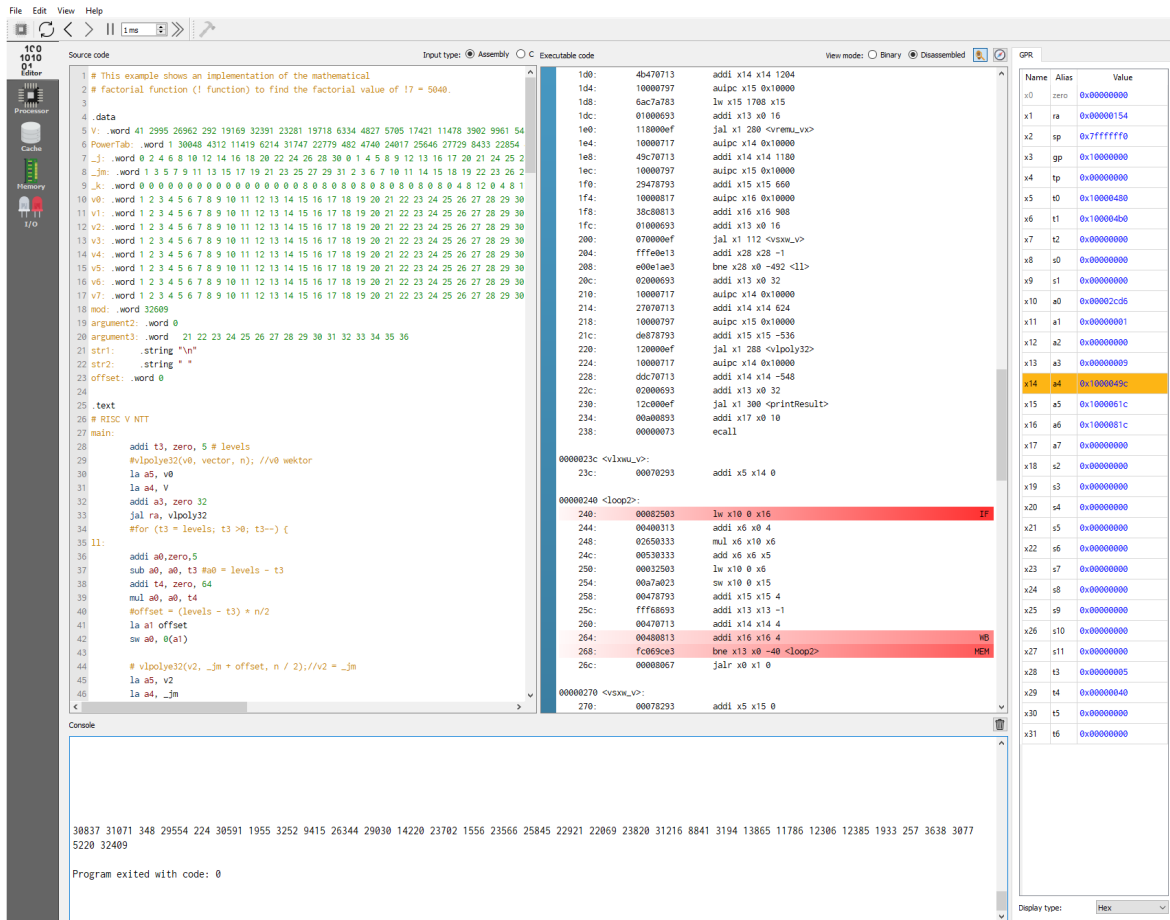 File Edit View Help
1 ms
Editor
Processor
Cache
Memory
I/O
Source code
Input type: Assembly C
1 # This example shows an implementation of the mathematical
2 # factorial function (! function) to find the factorial value of !7 = 5040.
3
4 .data
5 V: .word 41 2995 26962 292 19169 32391 23281 19718 6334 4827 5705 17421 11478 3902 9961 54
6 PowerTab: .word 1 30048 4312 11419 6214 31747 22779 482 4740 24017 25646 27729 8433 22854
7 _j: .word 0 2 4 6 8 10 12 14 16 18 20 22 24 26 28 30 0 1 4 5 8 9 12 13 16 17 20 21 24 25 2
8 _jm: .word 1 3 5 7 9 11 13 15 17 19 21 23 25 27 29 31 2 3 6 7 10 11 14 15 18 19 22 23 26 2
9 _k: .word 0 0 0 0 0 0 0 0 0 0 0 0 0 0 0 0 0 8 0 8 0 8 0 8 0 8 0 8 0 8 0 8 0 4 8 12 0 4 8 1
10 v0: .word 1 2 3 4 5 6 7 8 9 10 11 12 13 14 15 16 17 18 19 20 21 22 23 24 25 26 27 28 29 30
11 v1: .word 1 2 3 4 5 6 7 8 9 10 11 12 13 14 15 16 17 18 19 20 21 22 23 24 25 26 27 28 29 30
12 v2: .word 1 2 3 4 5 6 7 8 9 10 11 12 13 14 15 16 17 18 19 20 21 22 23 24 25 26 27 28 29 30
13 v3: .word 1 2 3 4 5 6 7 8 9 10 11 12 13 14 15 16 17 18 19 20 21 22 23 24 25 26 27 28 29 30
14 v4: .word 1 2 3 4 5 6 7 8 9 10 11 12 13 14 15 16 17 18 19 20 21 22 23 24 25 26 27 28 29 30
15 v5: .word 1 2 3 4 5 6 7 8 9 10 11 12 13 14 15 16 17 18 19 20 21 22 23 24 25 26 27 28 29 30
16 v6: .word 1 2 3 4 5 6 7 8 9 10 11 12 13 14 15 16 17 18 19 20 21 22 23 24 25 26 27 28 29 30
17 v7: .word 1 2 3 4 5 6 7 8 9 10 11 12 13 14 15 16 17 18 19 20 21 22 23 24 25 26 27 28 29 30
18 mod: .word 32609
19 argument2: .word 0
20 argument3: .word 21 22 23 24 25 26 27 28 29 30 31 32 33 34 35 36
21 str1: .string "\n"
22 str2: .string " "
23 offset: .word 0
24
25 .text
26 # RISC V NTT
27 main:
28 addi t3, zero, 5 # levels
29 #vlpolye32(v0, vector, n); //v0 wektor
30 la a5, v0
31 la a4, V
32 addi a3, zero 32
33 jal ra, vlpoly32
34 #for (t3 = levels; t3 >0; t3--) {
35 ll:
36 addi a0,zero,5
37 sub a0, a0, t3 #a0 = levels - t3
38 addi t4, zero, 64
39 mul a0, a0, t4
40 #offset = (levels - t3) * n/2
41 la a1 offset
42 sw a0, 0(a1)
43
44 # vlpolye32(v2, _jm + offset, n / 2);//v2 = _jm
45 la a5, v2
46 la a4, _jm
Executable code
View mode: Binary Disassembled
1d0: 4b470713 addi x14 x14 1204
1d4: 10000797 auipc x15 0x10000
1d8: 6ac7a783 lw x15 1708 x15
1dc: 01000693 addi x13 x0 16
1e0: 118000ef jal x1 280 <vremu_vx>
1e4: 10000717 auipc x14 0x10000
1e8: 49c70713 addi x14 x14 1180
1ec: 10000797 auipc x15 0x10000
1f0: 29478793 addi x15 x15 660
1f4: 10000817 auipc x16 0x10000
1f8: 38c80813 addi x16 x16 908
1fc: 01000693 addi x13 x0 16
200: 070000ef jal x1 112 <vsxw_v>
204: fffe0e13 addi x28 x28 -1
208: e00e1ae3 bne x28 x0 -492 <ll>
20c: 02000693 addi x13 x0 32
210: 10000717 auipc x14 0x10000
214: 27070713 addi x14 x14 624
218: 10000797 auipc x15 0x10000
21c: de878793 addi x15 x15 -536
220: 120000ef jal x1 288 <vlpoly32>
224: 10000717 auipc x14 0x10000
228: ddc70713 addi x14 x14 -548
22c: 02000693 addi x13 x0 32
230: 12c000ef jal x1 300 <printResult>
234: 00a00893 addi x17 x0 10
238: 00000073 ecall
0000023c <vlxwu_v>:
23c: 00070293 addi x5 x14 0
00000240 <loop2>:
240: 00082503 lw x10 0 x16 IF
244: 00400313 addi x6 x0 4
248: 02650333 mul x6 x10 x6
24c: 00530333 add x6 x6 x5
250: 00032503 lw x10 0 x6
254: 00a7a023 sw x10 0 x15
258: 00478793 addi x15 x15 4
25c: fff68693 addi x13 x13 -1
260: 00470713 addi x14 x14 4
264: 00480813 addi x16 x16 4 WB
268: fc069ce3 bne x13 x0 -40 <loop2> MEM
26c: 00008067 jalr x0 x1 0
00000270 <vsxw_v>:
270: 00078293 addi x5 x15 0
GPR
Name Alias Value
x0 zero 0x00000000
x1 ra 0x00000154
x2 sp 0x7ffffff0
x3 gp 0x10000000
x4 tp 0x00000000
x5 t0 0x10000480
x6 t1 0x100004b0
x7 t2 0x00000000
x8 s0 0x00000000
x9 s1 0x00000000
x10 a0 0x00002cd6
x11 a1 0x00000001
x12 a2 0x00000000
x13 a3 0x00000009
x14 a4 0x1000049c
x15 a5 0x1000061c
x16 a6 0x1000081c
x17 a7 0x00000000
x18 s2 0x00000000
x19 s3 0x00000000
x20 s4 0x00000000
x21 s5 0x00000000
x22 s6 0x00000000
x23 s7 0x00000000
x24 s8 0x00000000
x25 s9 0x00000000
x26 s10 0x00000000
x27 s11 0x00000000
x28 t3 0x00000005
x29 t4 0x00000040
x30 t5 0x00000000
x31 t6 0x00000000
Display type: Hex
Console
30837 31071 348 29554 224 30591 1955 3252 9415 26344 29030 14220 23702 1556 23566 25845 22921 22069 23820 31216 8841 3194 13865 11786 12306 12385 1933 257 3638 3077
5220 32409
Program exited with code: 0